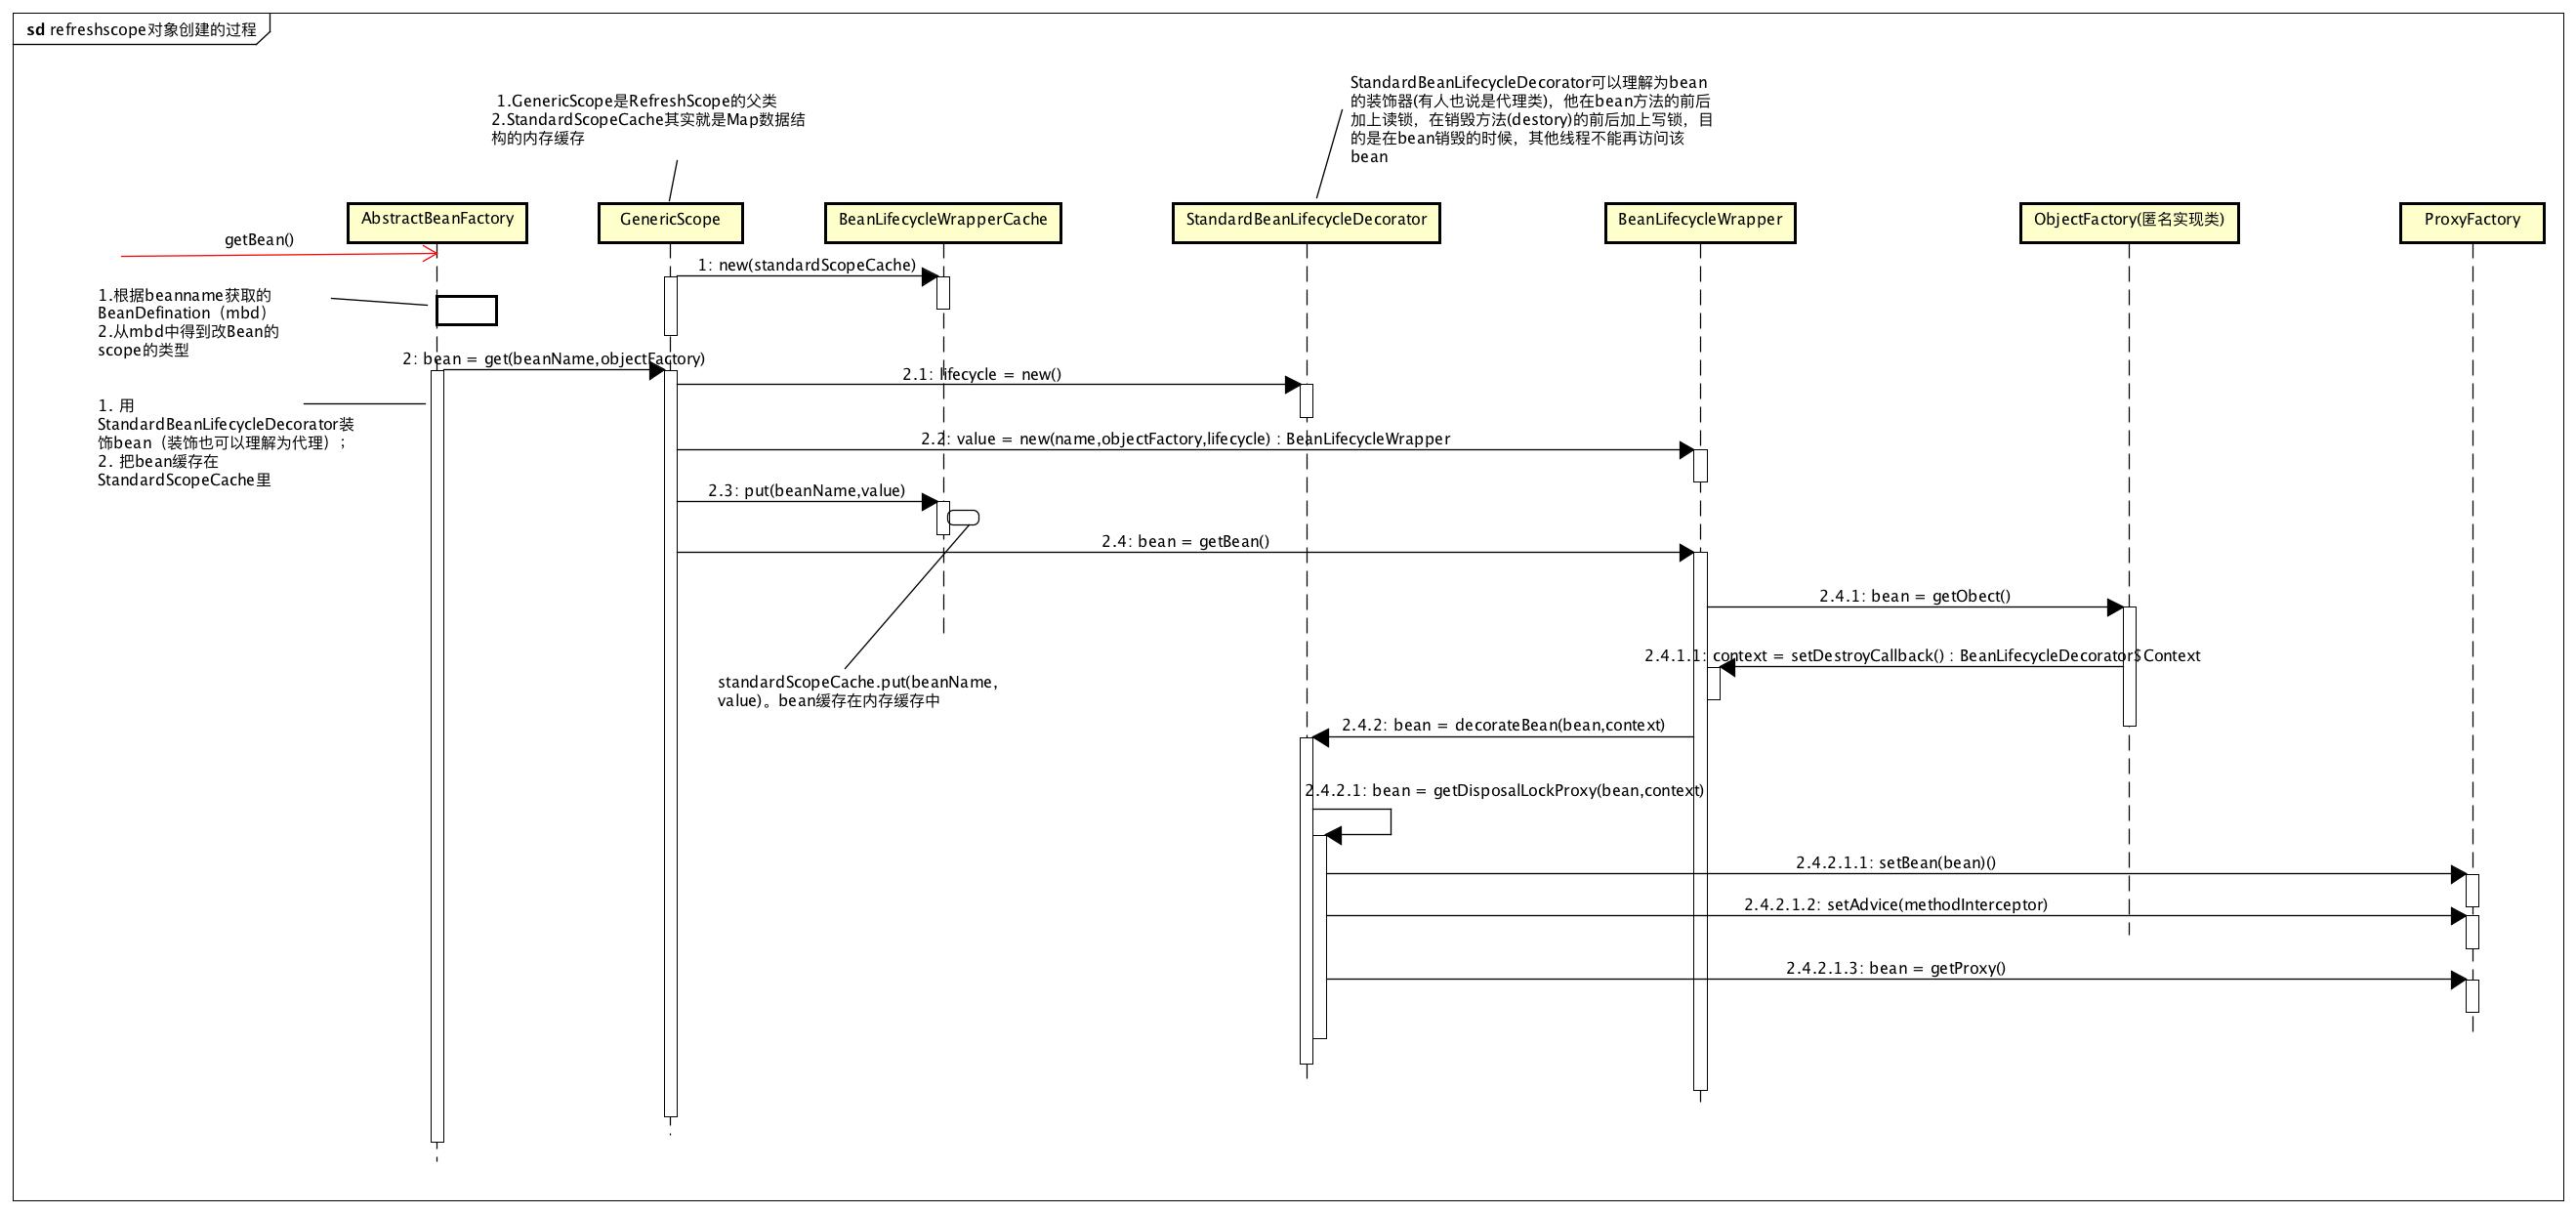 sd refreshscope对象创建的过程
StandardBeanLifecycleDecorator可以理解为bean
的装饰器(有人也说是代理类)，他在bean方法的前后
加上读锁，在销毁方法(destory)的前后加上写锁，目
的是在bean销毁的时候，其他线程不能再访问该
bean
1.GenericScope是RefreshScope的父类
2.StandardScopeCache其实就是Map数据结
构的内存缓存
AbstractBeanFactory
GenericScope
BeanLifecycleWrapperCache
StandardBeanLifecycleDecorator
BeanLifecycleWrapper
ObjectFactory(匿名实现类)
ProxyFactory
getBean()
1: new(standardScopeCache)
1.根据beanname获取的
BeanDefination（mbd）
2.从mbd中得到改Bean的
scope的类型
2: bean = get(beanName,objectFactory)
2.1: lifecycle = new()
1. 用
StandardBeanLifecycleDecorator装
饰bean（装饰也可以理解为代理）；
2. 把bean缓存在
StandardScopeCache里
2.2: value = new(name,objectFactory,lifecycle) : BeanLifecycleWrapper
2.3: put(beanName,value)
2.4: bean = getBean()
2.4.1: bean = getObect()
2.4.1.1: context = setDestroyCallback() : BeanLifecycleDecorator$Context
standardScopeCache.put(beanName,
value)。bean缓存在内存缓存中
2.4.2: bean = decorateBean(bean,context)
2.4.2.1: bean = getDisposalLockProxy(bean,context)
2.4.2.1.1: setBean(bean)()
2.4.2.1.2: setAdvice(methodInterceptor)
2.4.2.1.3: bean = getProxy()